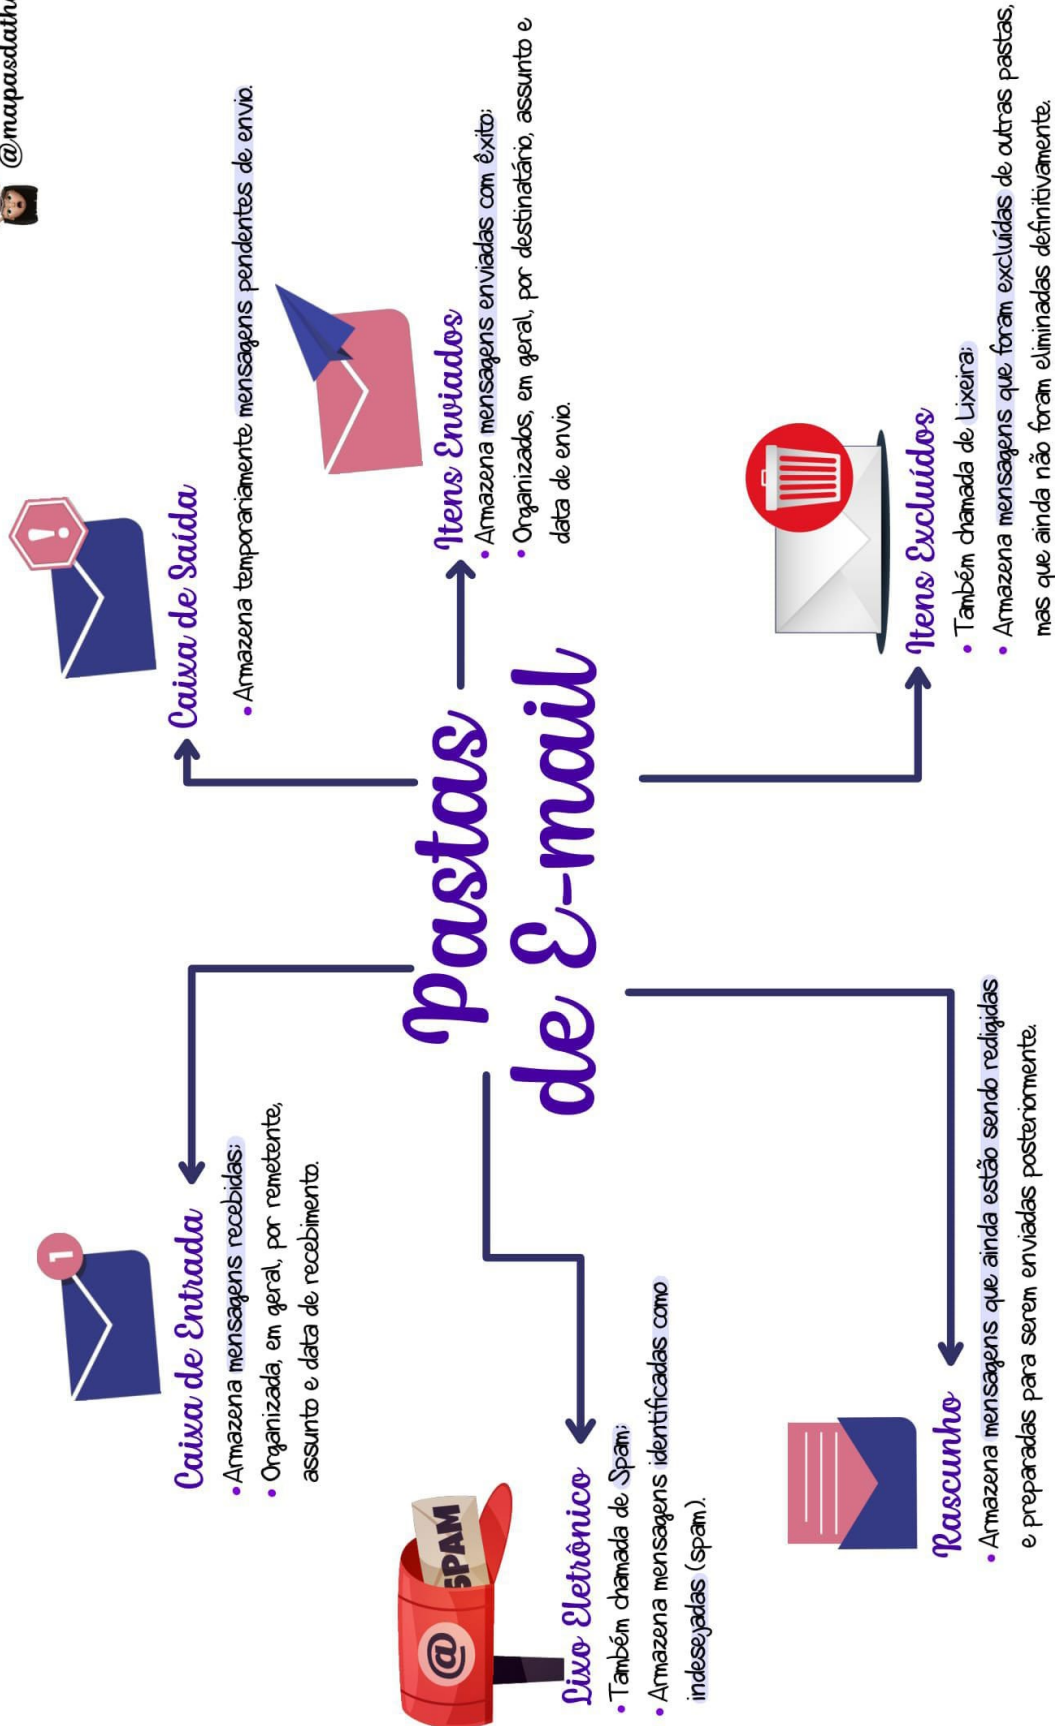 @mapasdath
Pastas
de E-mail
1
Caixa de Entrada
• Armazena mensagens recebidas;
• Organizada, em geral, por remetente,
assunto e data de recebimento.
!
Caixa de Saída
• Armazena temporariamente mensagens pendentes de envio.
Itens Enviados
• Armazena mensagens enviadas com êxito;
• Organizados, em geral, por destinatário, assunto e
data de envio.
@
SPAM
Lixo Eletrônico
• Também chamada de Spam;
• Armazena mensagens identificadas como
indesejadas (spam).
Rascunho
• Armazena mensagens que ainda estão sendo redigidas
e preparadas para serem enviadas posteriormente.
Itens Excluídos
• Também chamada de Lixeira;
• Armazena mensagens que foram excluídas de outras pastas,
mas que ainda não foram eliminadas definitivamente.